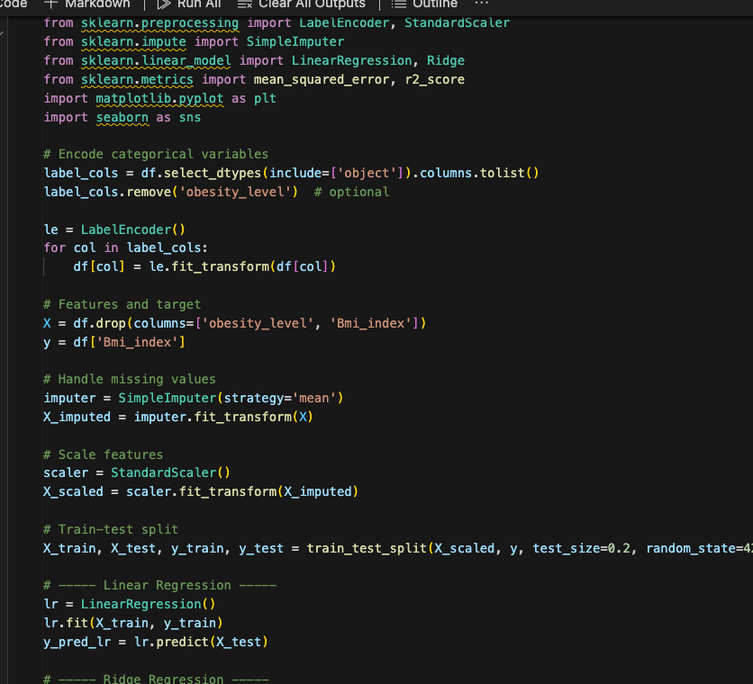 Code + Markdown | Run All Clear All Outputs | Outline ...
from sklearn.preprocessing import LabelEncoder, StandardScaler
from sklearn.impute import SimpleImputer
from sklearn.linear_model import LinearRegression, Ridge
from sklearn.metrics import mean_squared_error, r2_score
import matplotlib.pyplot as plt
import seaborn as sns
# Encode categorical variables
label_cols = df.select_dtypes(include=['object']).columns.tolist()
label_cols.remove('obesity_level')  # optional
le = LabelEncoder()
for col in label_cols:
    df[col] = le.fit_transform(df[col])
# Features and target
X = df.drop(columns=['obesity_level', 'Bmi_index'])
y = df['Bmi_index']
# Handle missing values
imputer = SimpleImputer(strategy='mean')
X_imputed = imputer.fit_transform(X)
# Scale features
scaler = StandardScaler()
X_scaled = scaler.fit_transform(X_imputed)
# Train-test split
X_train, X_test, y_train, y_test = train_test_split(X_scaled, y, test_size=0.2, random_state=42
# ----- Linear Regression -----
lr = LinearRegression()
lr.fit(X_train, y_train)
y_pred_lr = lr.predict(X_test)
# ----- Ridge Regression -----